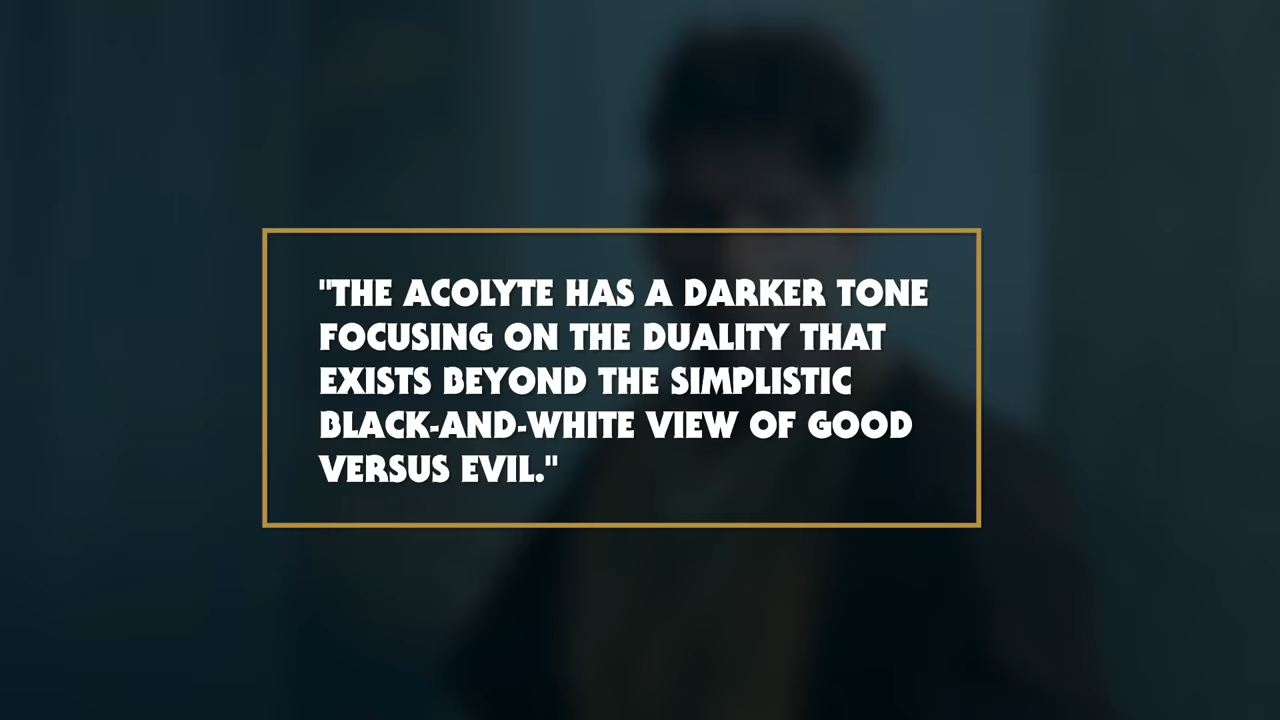 "THE ACOLYTE HAS A DARKER TONE
FOCUSING ON THE DUALITY THAT
EXISTS BEYOND THE SIMPLISTIC
BLACK-AND-WHITE VIEW OF GOOD
VERSUS EVIL."